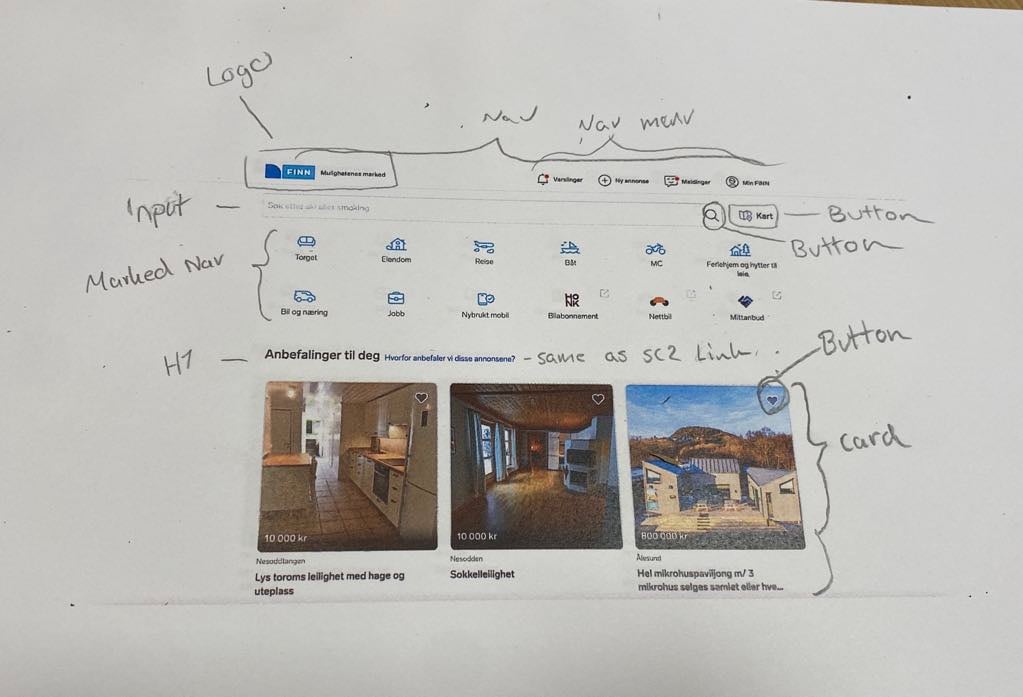 Logo
Nav
Nav menu
FINN Mulighetenes marked
Varslinger
Ny annonse
Meldinger
Min FINN
Input
Søk etter alt eller småting
Kart
Button
Button
Marked Nav
Torget
Eiendom
Reise
Båt
MC
Feriehjem og hytter til
leie
Bil og næring
Jobb
Nybrukt mobil
HONK
Bilabonnement
Nettbil
Mittanbud
H1
Anbefalinger til deg Hvorfor anbefaler vi disse annonsene? - same as sc2 Link..
Button
card
10 000 kr
10 000 kr
800 000 kr
Nesoddtangen
Nesodden
Ålesund
Lys toroms leilighet med hage og
uteplass
Sokkelleilighet
Hel mikrohuspaviljong m/ 3
mikrohus selges samlet eller hve...